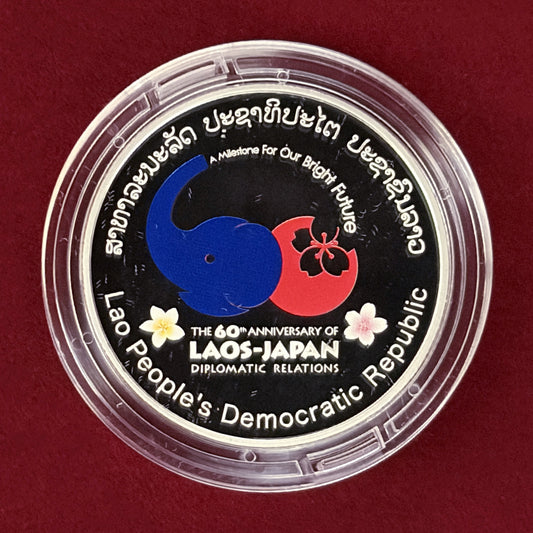 ສາທາລະນະລັດ ປະຊາທິປະໄຕ ປະຊາຊົນລາວ
A Milestone For Our Bright Future
THE 60th ANNIVERSARY OF
LAOS-JAPAN
DIPLOMATIC RELATIONS
Lao People's Democratic Republic